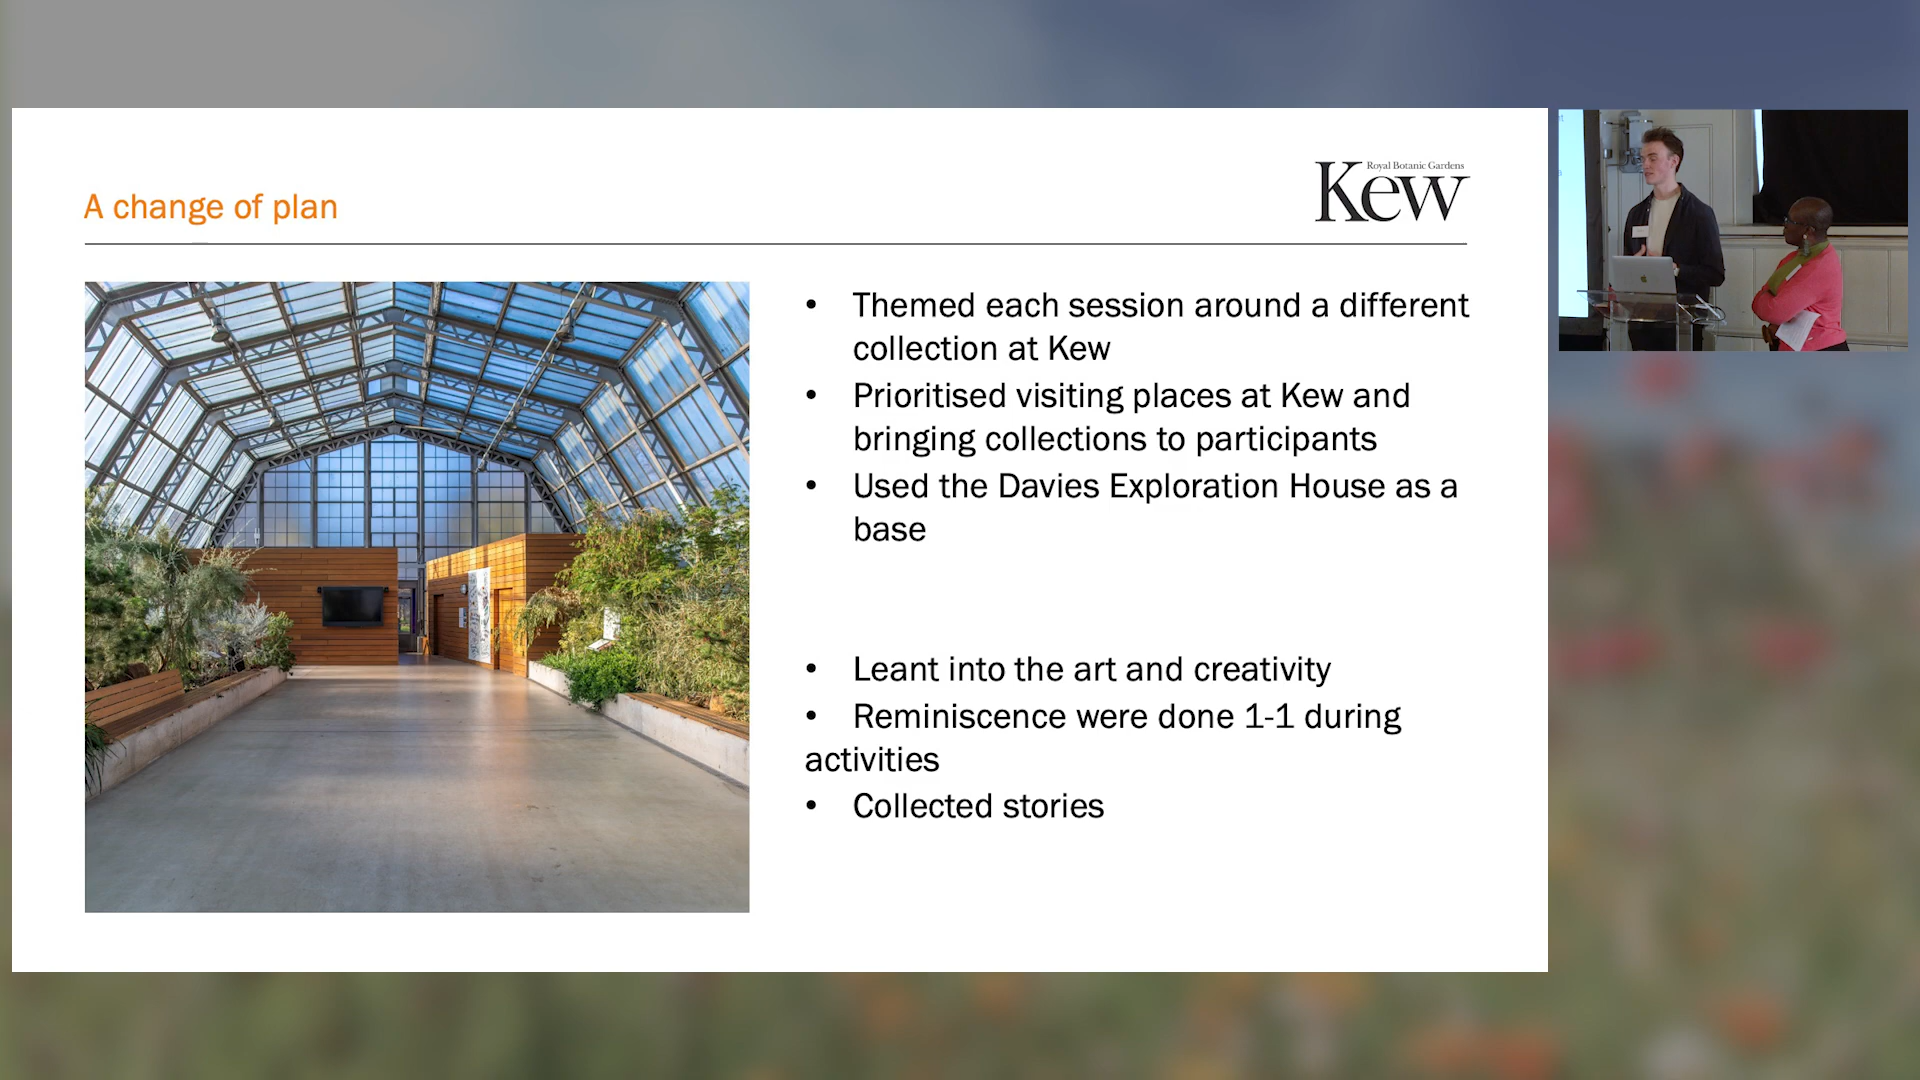 A change of plan
Royal Botanic Gardens
Kew
• Themed each session around a different
collection at Kew
• Prioritised visiting places at Kew and
bringing collections to participants
• Used the Davies Exploration House as a
base
• Leant into the art and creativity
• Reminiscence were done 1-1 during
activities
• Collected stories